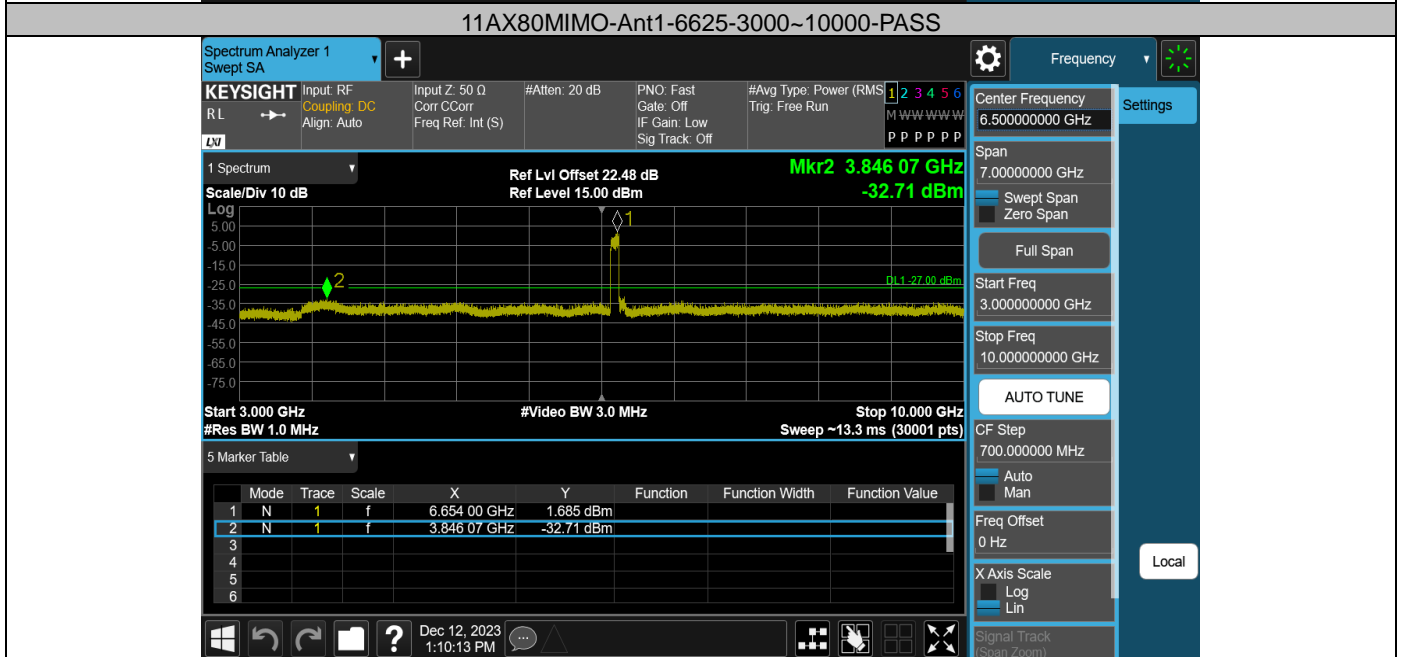 11AX80MIMO-Ant1-6625-3000~10000-PASS
Spectrum Analyzer 1
Swept SA
Frequency
KEYSIGHT
RL
LXI
Input: RF
Coupling: DC
Align: Auto
Input Z: 50 Ω
Corr CCorr
Freq Ref: Int (S)
#Atten: 20 dB
PNO: Fast
Gate: Off
IF Gain: Low
Sig Track: Off
#Avg Type: Power (RMS
Trig: Free Run
1 2 3 4 5 6
M W W W W W
P P P P P P
1 Spectrum
Scale/Div 10 dB
Ref Lvl Offset 22.48 dB
Ref Level 15.00 dBm
Mkr2 3.846 07 GHz
-32.71 dBm
Log
5.00
-5.00
-15.0
-25.0
-35.0
-45.0
-55.0
-65.0
-75.0
1
2
DL1 -27.00 dBm
Start 3.000 GHz
#Res BW 1.0 MHz
#Video BW 3.0 MHz
Stop 10.000 GHz
Sweep ~13.3 ms (30001 pts)
5 Marker Table
Mode Trace Scale X Y Function Function Width Function Value
1 N 1 f 6.654 00 GHz 1.685 dBm
2 N 1 f 3.846 07 GHz -32.71 dBm
3
4
5
6
Dec 12, 2023
1:10:13 PM
Center Frequency
6.500000000 GHz
Settings
Span
7.00000000 GHz
Swept Span
Zero Span
Full Span
Start Freq
3.000000000 GHz
Stop Freq
10.000000000 GHz
AUTO TUNE
CF Step
700.000000 MHz
Auto
Man
Freq Offset
0 Hz
X Axis Scale
Log
Lin
Local
Signal Track
(Span Zoom)